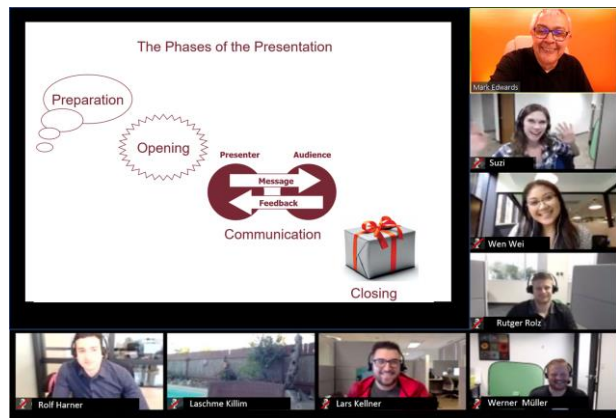 The Phases of the Presentation
Preparation
Opening
Presenter Audience
Message
Feedback
Communication
Closing
Mark Edwards
Suzi
Wen Wei
Rutger Rolz
Rolf Harner
Laschme Killim
Lars Kellner
Werner Müller